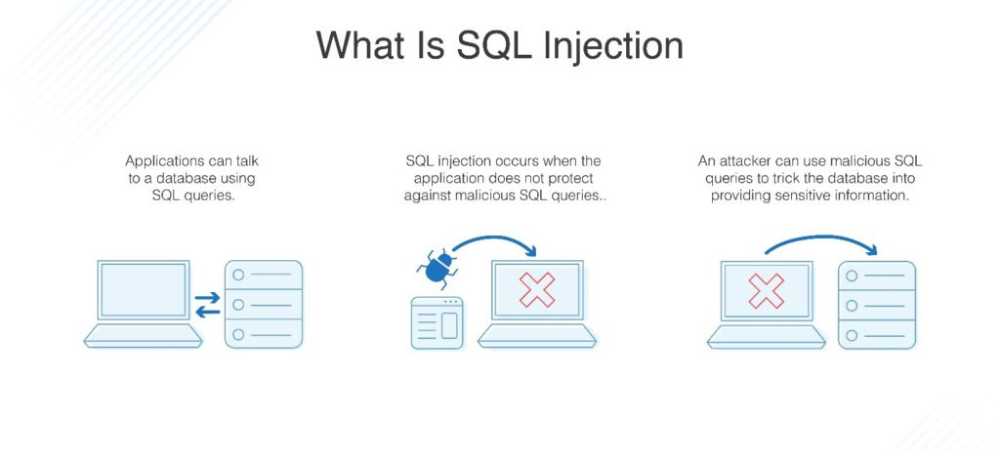 What Is SQL Injection
Applications can talk
to a database using
SQL queries.
SQL injection occurs when the
application does not protect
against malicious SQL queries..
An attacker can use malicious SQL
queries to trick the database into
providing sensitive information.